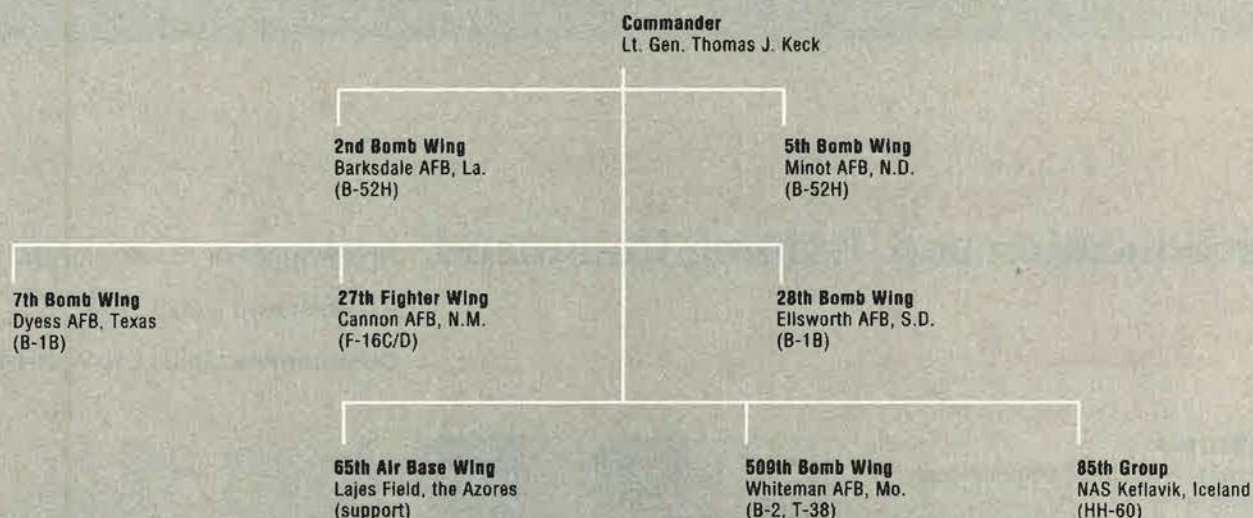 Commander
Lt. Gen. Thomas J. Keck
2nd Bomb Wing
Barksdale AFB, La.
(B-52H)
5th Bomb Wing
Minot AFB, N.D.
(B-52H)
7th Bomb Wing
Dyess AFB, Texas
(B-1B)
27th Fighter Wing
Cannon AFB, N.M.
(F-16C/D)
28th Bomb Wing
Ellsworth AFB, S.D.
(B-1B)
65th Air Base Wing
Lajes Field, the Azores
(support)
509th Bomb Wing
Whiteman AFB, Mo.
(B-2, T-38)
85th Group
NAS Keflavik, Iceland
(HH-60)